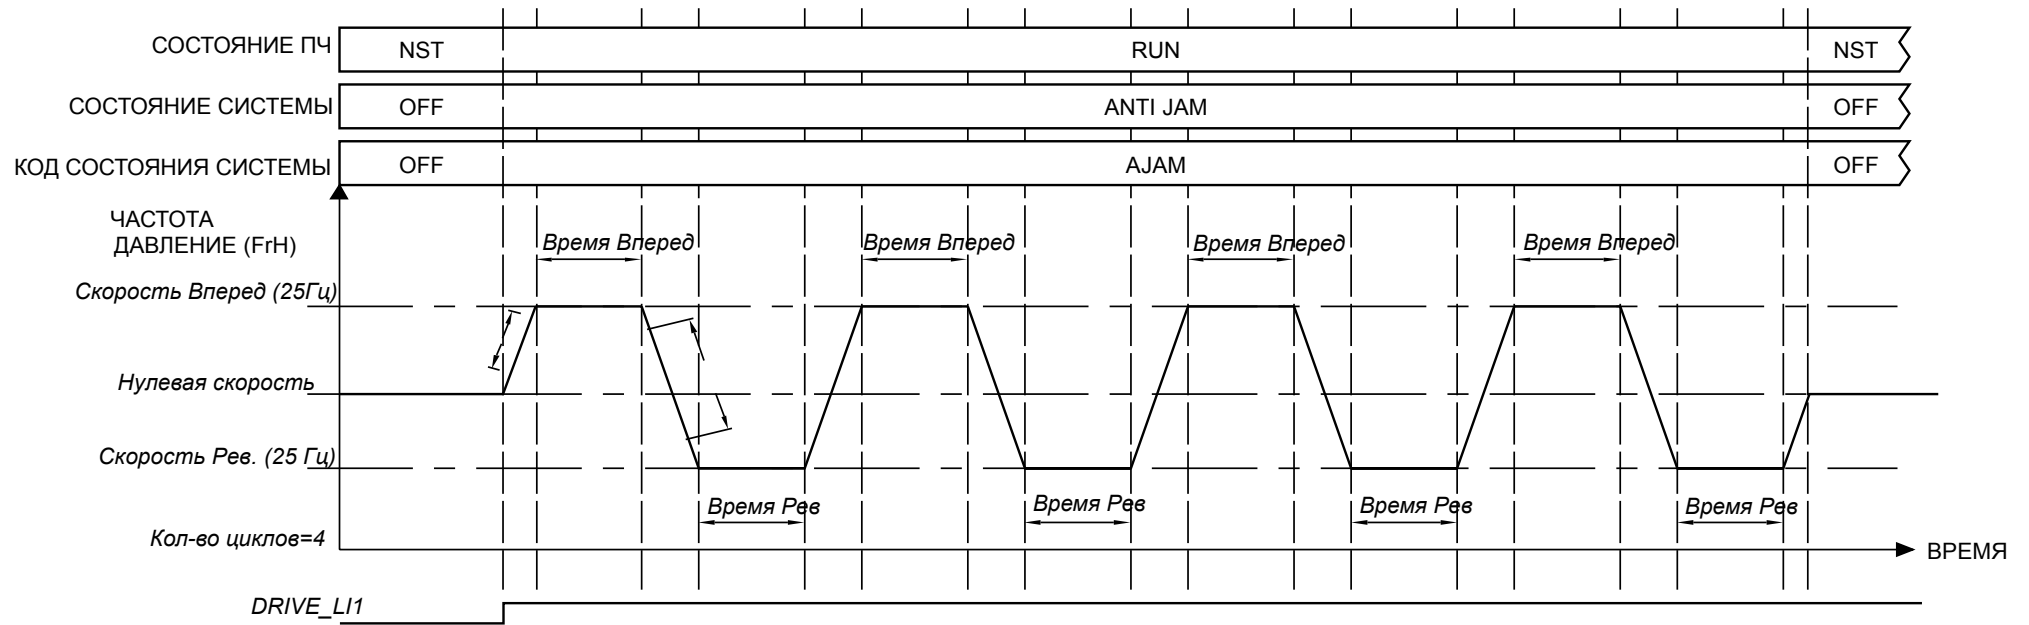 СОСТОЯНИЕ ПЧ NST RUN NST
СОСТОЯНИЕ СИСТЕМЫ OFF ANTI JAM OFF
КОД СОСТОЯНИЯ СИСТЕМЫ OFF AJAM OFF
ЧАСТОТА
ДАВЛЕНИЕ (FrH)
Время Вперед Время Вперед Время Вперед Время Вперед
Скорость Вперед (25Гц)
Нулевая скорость
Скорость Рев. (25 Гц)
Время Рев Время Рев Время Рев Время Рев
Кол-во циклов=4
ВРЕМЯ
DRIVE_LI1